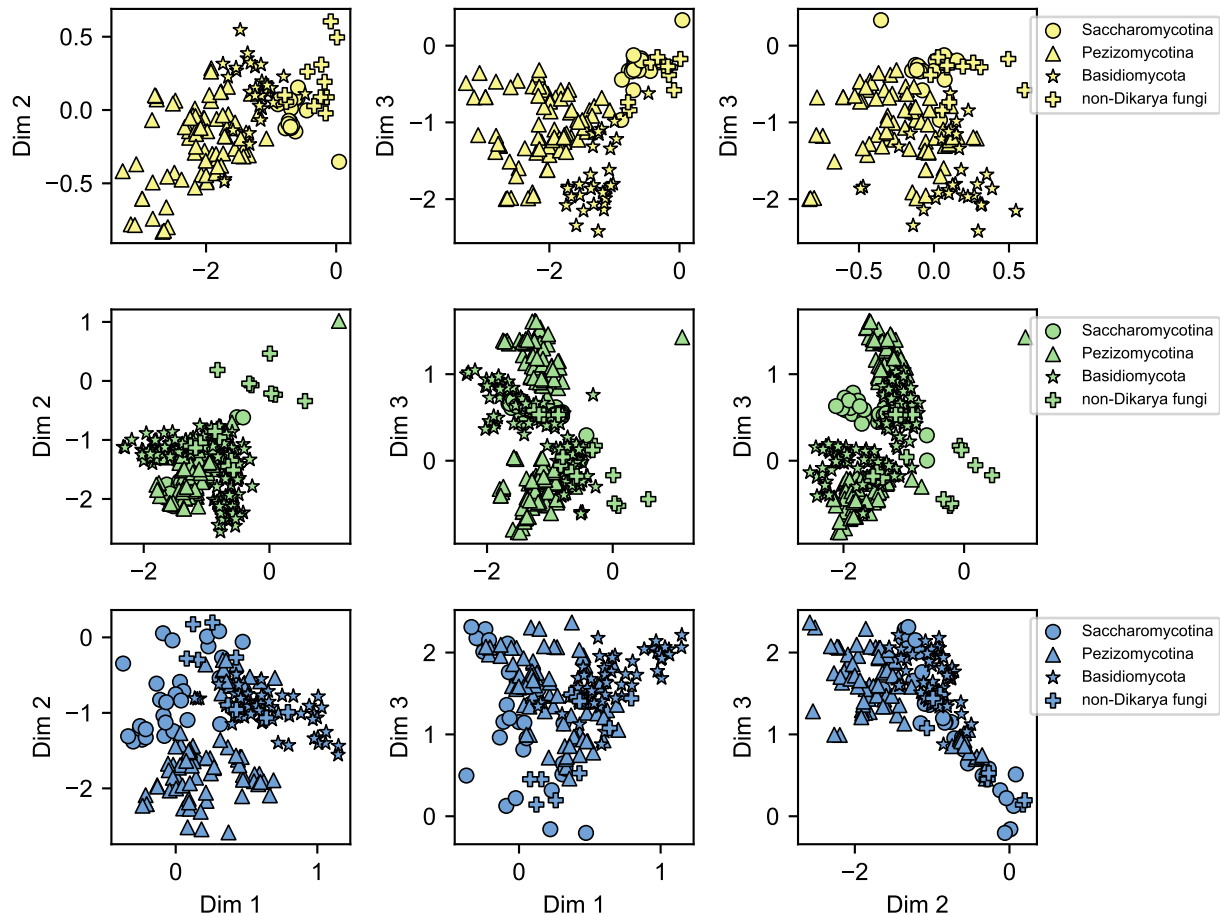 Dim 2
0.5
0.0
−0.5
−2
0
Dim 3
0
−1
−2
−2
0
Dim 3
0
−1
−2
−0.5
0.0
0.5
Saccharomycotina
Pezizomycotina
Basidiomycota
non-Dikarya fungi
Dim 2
1
0
−1
−2
−2
0
Dim 3
1
0
−2
0
Dim 3
1
0
−2
0
Saccharomycotina
Pezizomycotina
Basidiomycota
non-Dikarya fungi
Dim 2
0
−1
−2
0
1
Dim 1
Dim 3
2
1
0
0
1
Dim 1
Dim 3
2
1
0
−2
0
Dim 2
Saccharomycotina
Pezizomycotina
Basidiomycota
non-Dikarya fungi